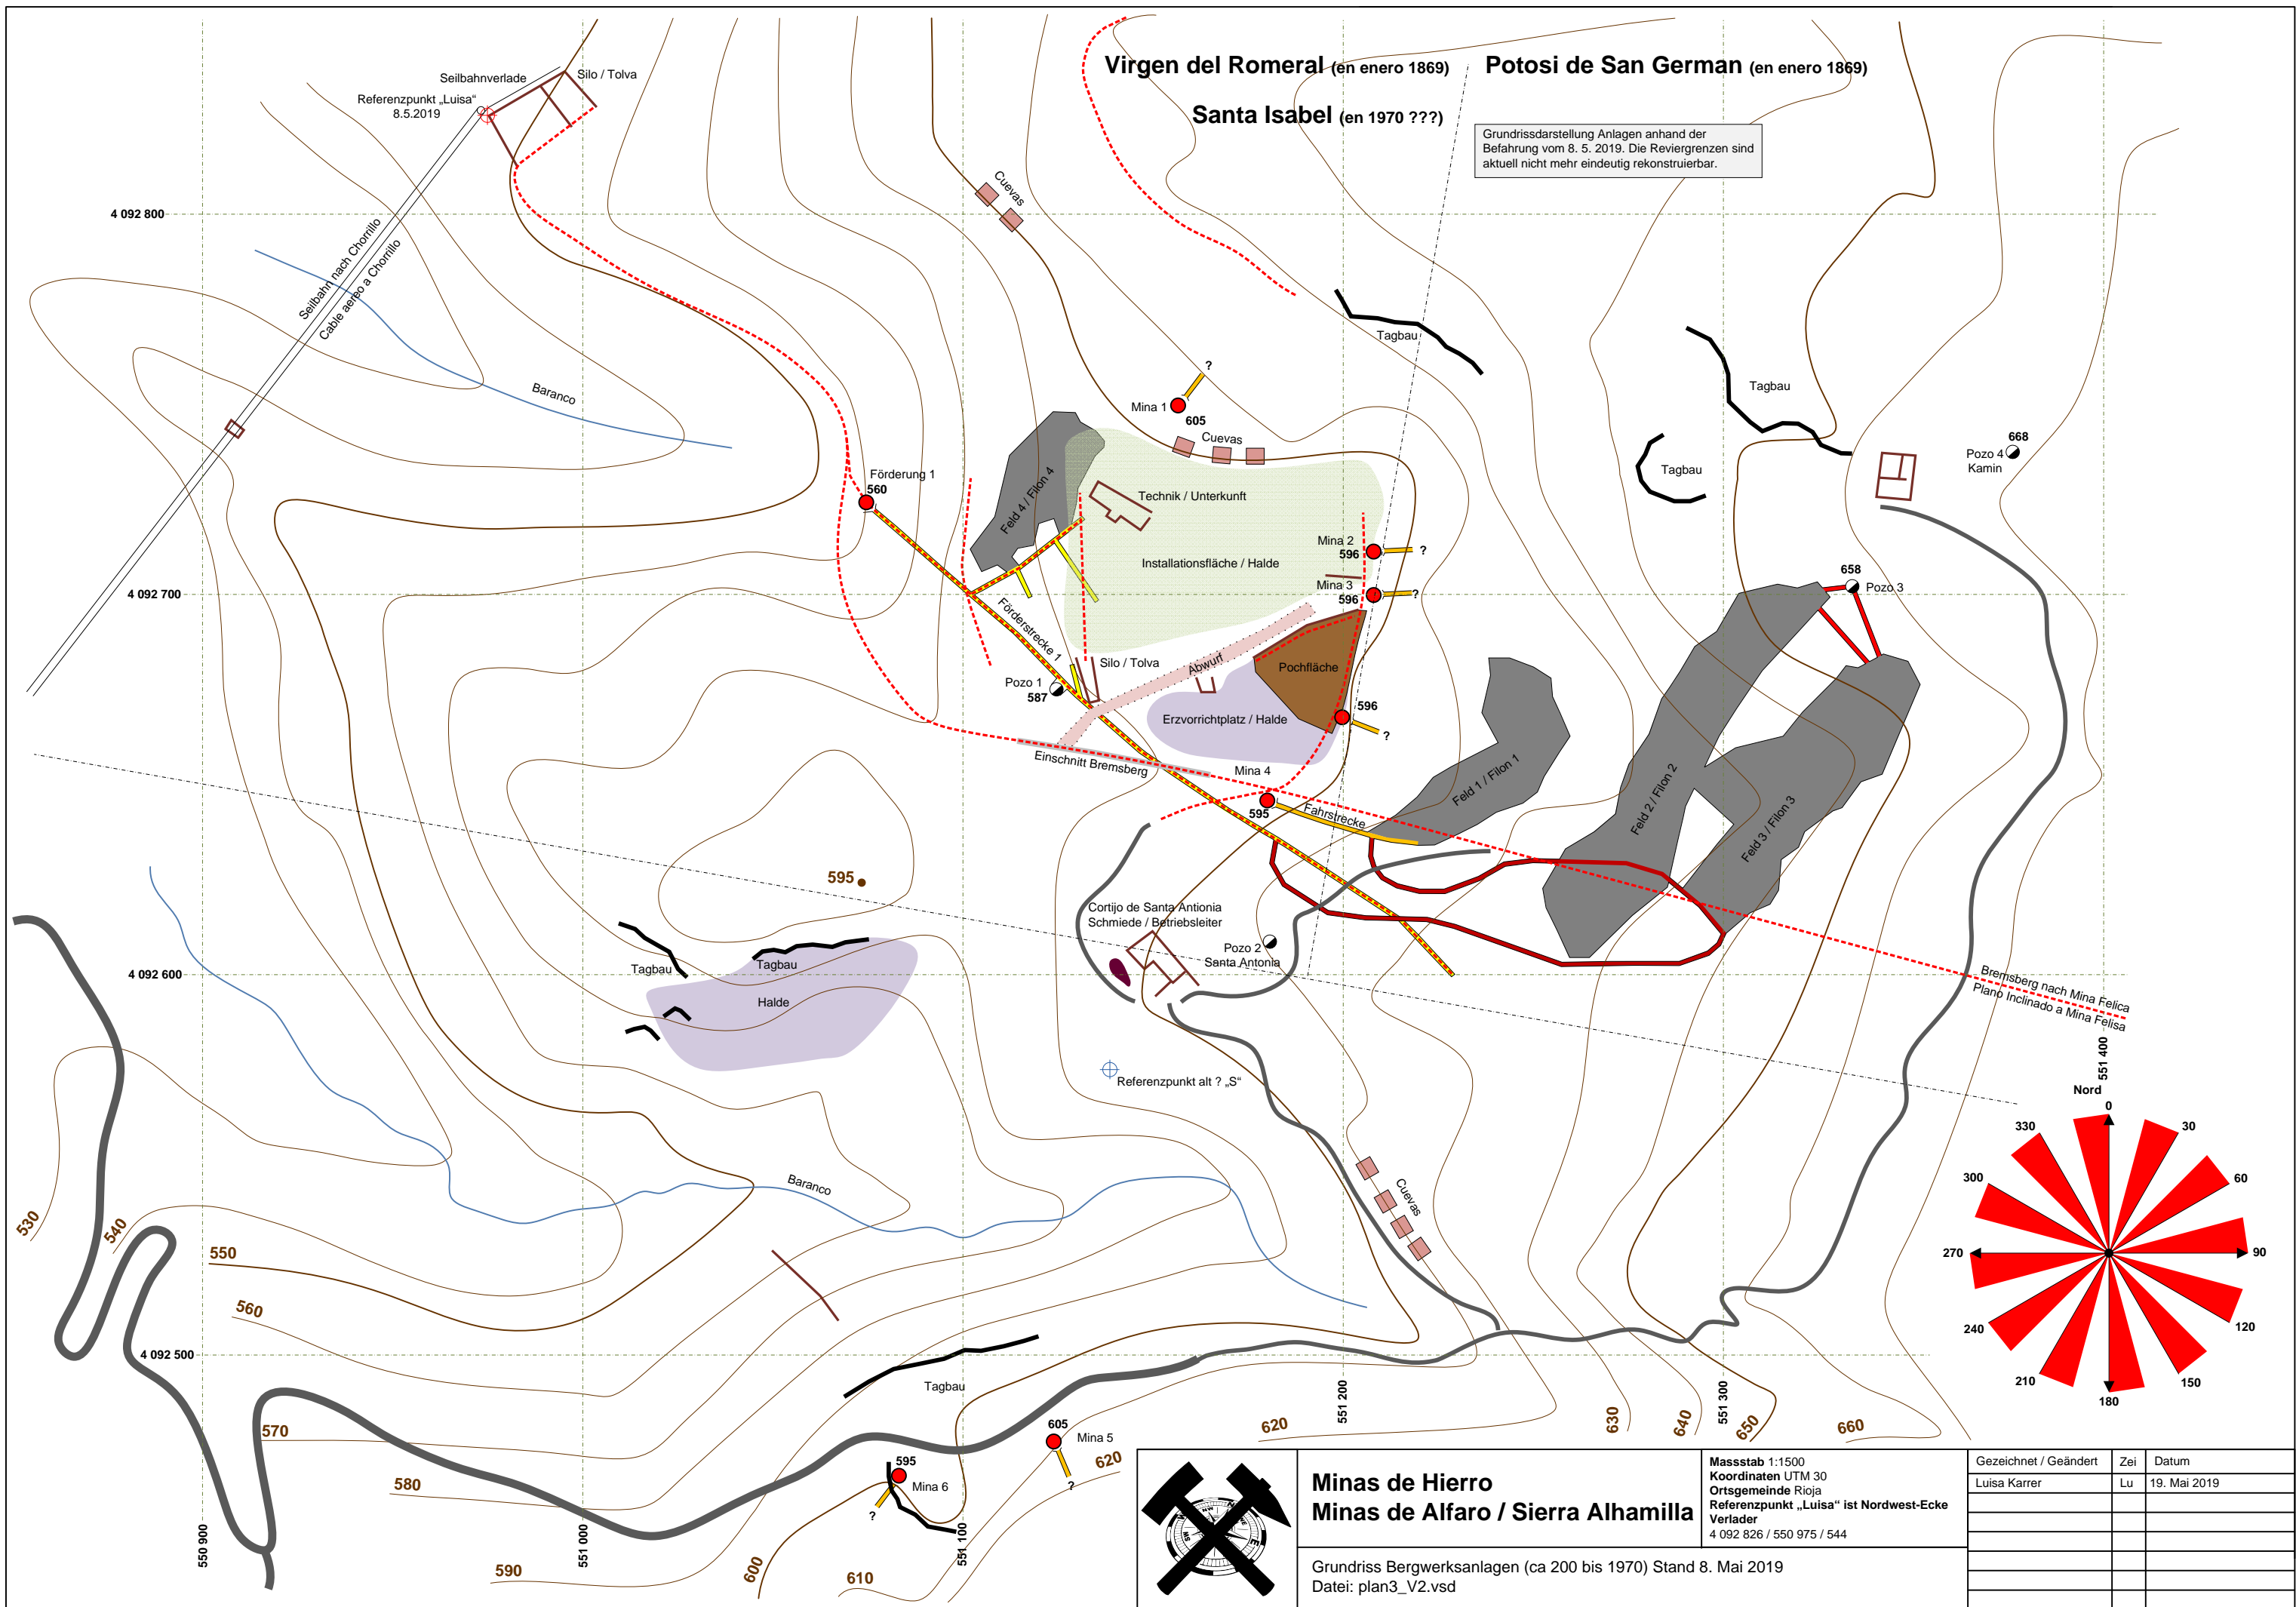 Virgen del Romeral (en enero 1869)
Potosi de San German (en enero 1869)
Santa Isabel (en 1970 ???)
Grundrissdarstellung Anlagen anhand der
Befahrung vom 8. 5. 2019. Die Reviergrenzen sind
aktuell nicht mehr eindeutig rekonstruierbar.
Seilbahnverlade
Silo / Tolva
Referenzpunkt „Luisa“
8.5.2019
Cuevas
4 092 800
Seilbahn nach Chorrillo
Cable aereo a Chorrillo
Baranco
Tagbau
Tagbau
Tagbau
?
Mina 1
605
Cuevas
668
Pozo 4
Kamin
Förderung 1
560
Feld 4 / Filon 4
Technik / Unterkunft
Installationsfläche / Halde
Mina 2
596
?
Mina 3
596
?
658
Pozo 3
4 092 700
Förderstrecke 1
Silo / Tolva
Abwurf
Pochfläche
Pozo 1
587
Erzvorrichtplatz / Halde
596
?
Einschnitt Bremsberg
Mina 4
595
Fahrstrecke
Feld 1 / Filon 1
Feld 2 / Filon 2
Feld 3 / Filon 3
595
Cortijo de Santa Antionia
Schmiede / Betriebsleiter
Pozo 2
Santa Antonia
4 092 600
Tagbau
Tagbau
Halde
Bremsberg nach Mina Felica
Plano Inclinado a Mina Felisa
Referenzpunkt alt ? „S“
551 400
Nord
0
30
60
90
120
150
180
210
240
270
300
330
Baranco
Cuevas
530
540
550
560
4 092 500
Tagbau
570
580
590
600
610
620
620
630
640
650
660
605
Mina 5
?
595
Mina 6
?
550 900
551 000
551 100
551 200
551 300
Minas de Hierro
Minas de Alfaro / Sierra Alhamilla
Massstab 1:1500
Koordinaten UTM 30
Ortsgemeinde Rioja
Referenzpunkt „Luisa“ ist Nordwest-Ecke
Verlader
4 092 826 / 550 975 / 544
Grundriss Bergwerksanlagen (ca 200 bis 1970) Stand 8. Mai 2019
Datei: plan3_V2.vsd
Gezeichnet / Geändert Zei Datum
Luisa Karrer Lu 19. Mai 2019